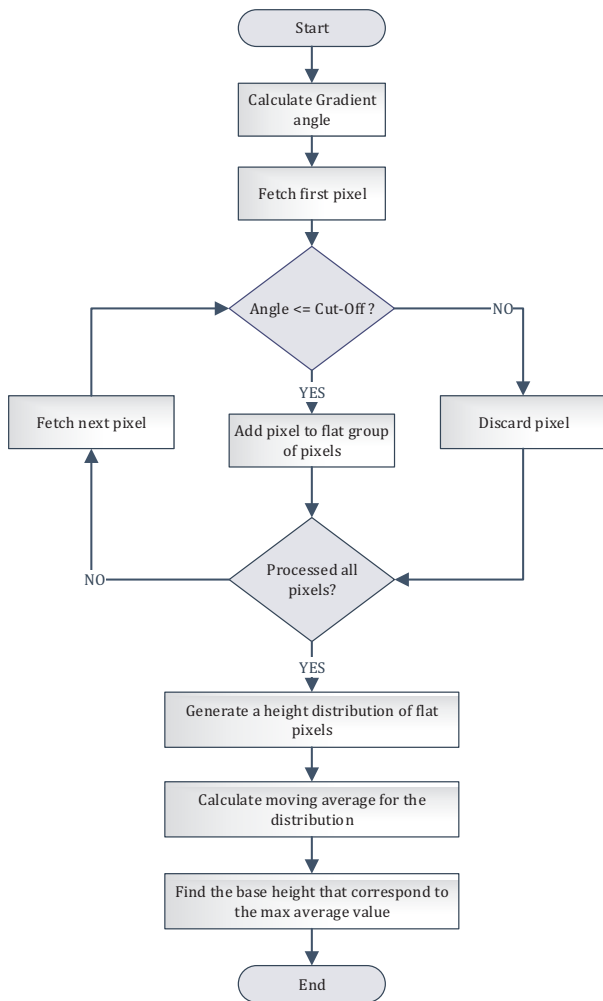 Start
Calculate Gradient
angle
Fetch first pixel
Angle <= Cut-Off ?
NO
YES
Fetch next pixel
Add pixel to flat group
of pixels
Discard pixel
Processed all
pixels?
NO
YES
Generate a height distribution of flat
pixels
Calculate moving average for the
distribution
Find the base height that correspond to
the max average value
End